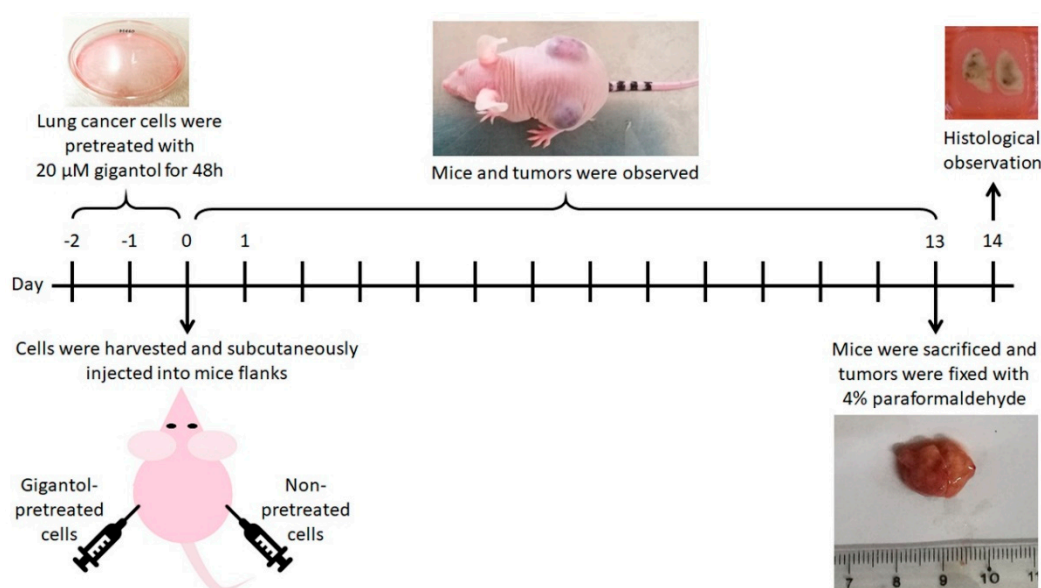 Lung cancer cells were
pretreated with
20 µM gigantol for 48h
Mice and tumors were observed
Histological
observation
-2
-1
0
1
13
14
Day
Cells were harvested and subcutaneously
injected into mice flanks
Mice were sacrificed and
tumors were fixed with
4% paraformaldehyde
Gigantol-
pretreated
cells
Non-
pretreated
cells
7
8
9
10
11